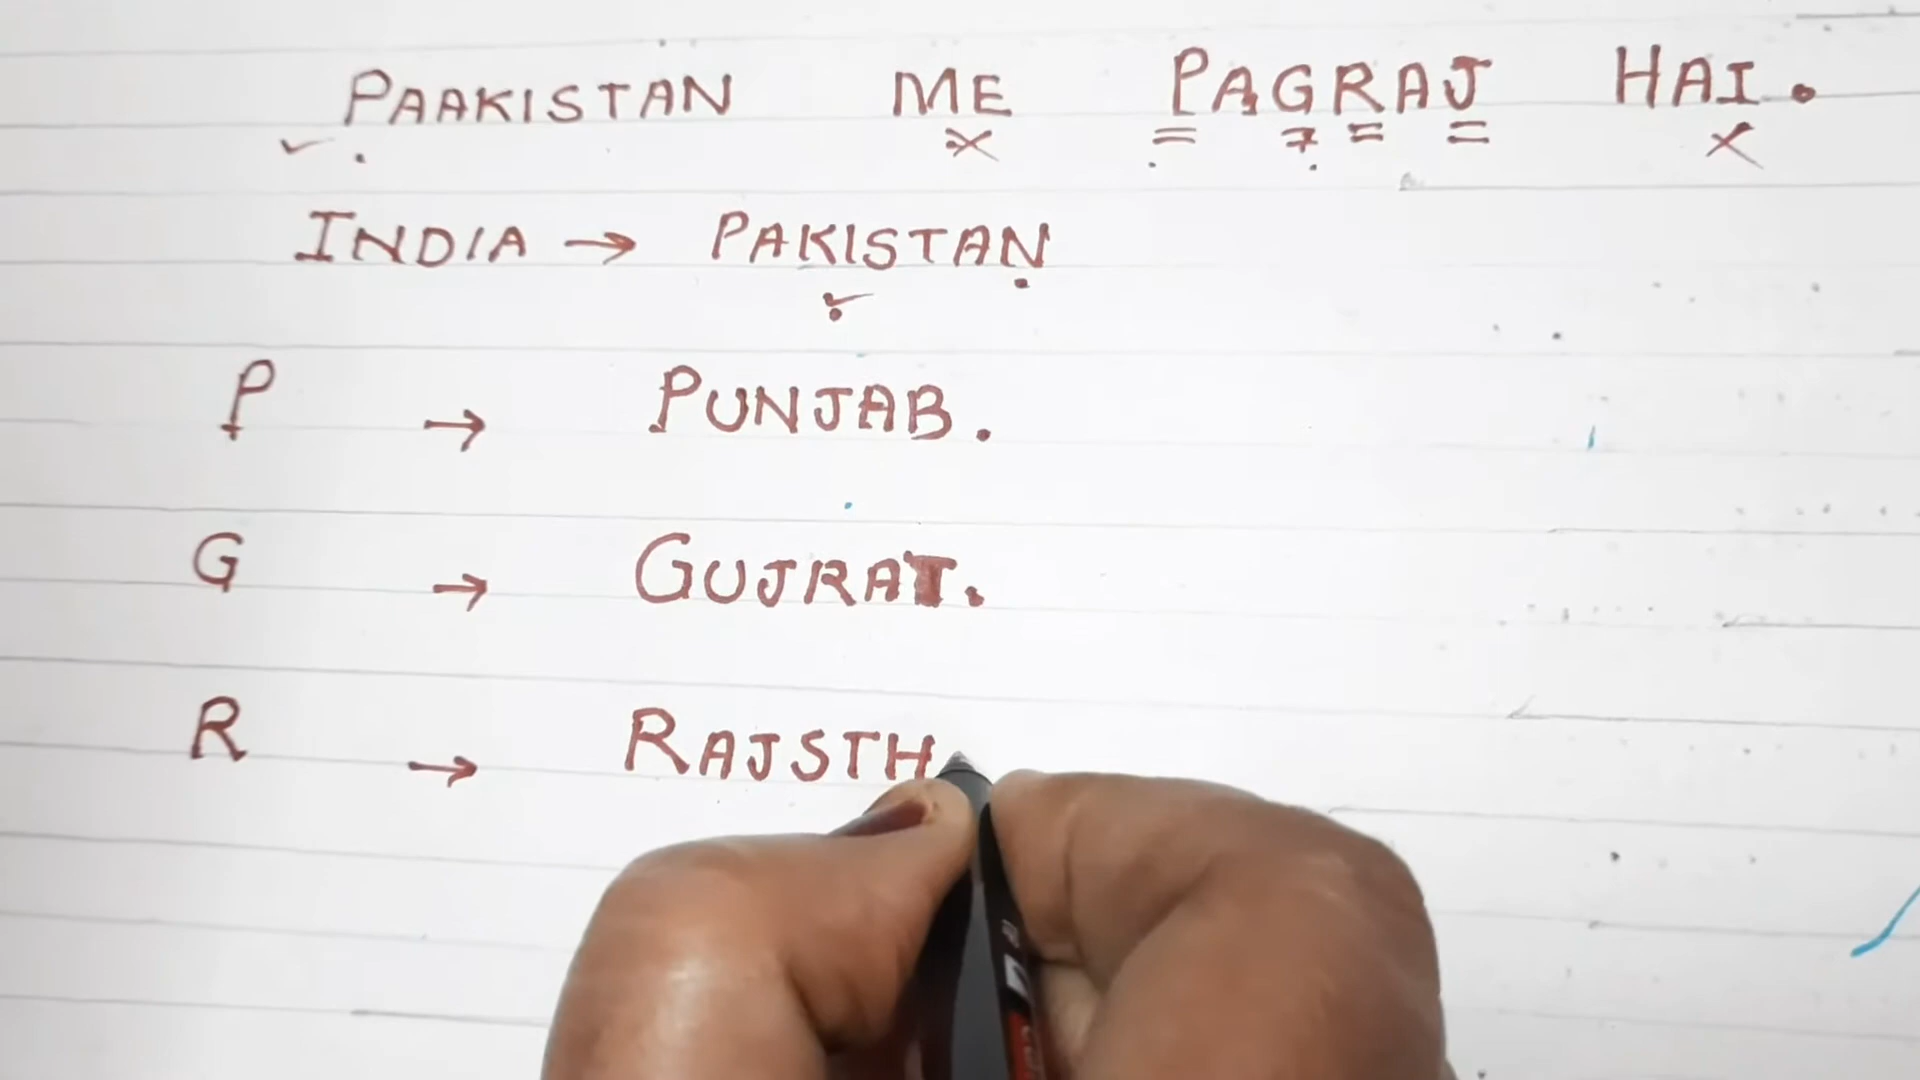 PAAKISTAN ME PAGRAJ HAI.
INDIA → PAKISTAN
P → PUNJAB.
G → GUJRAT.
R → RAJSTH